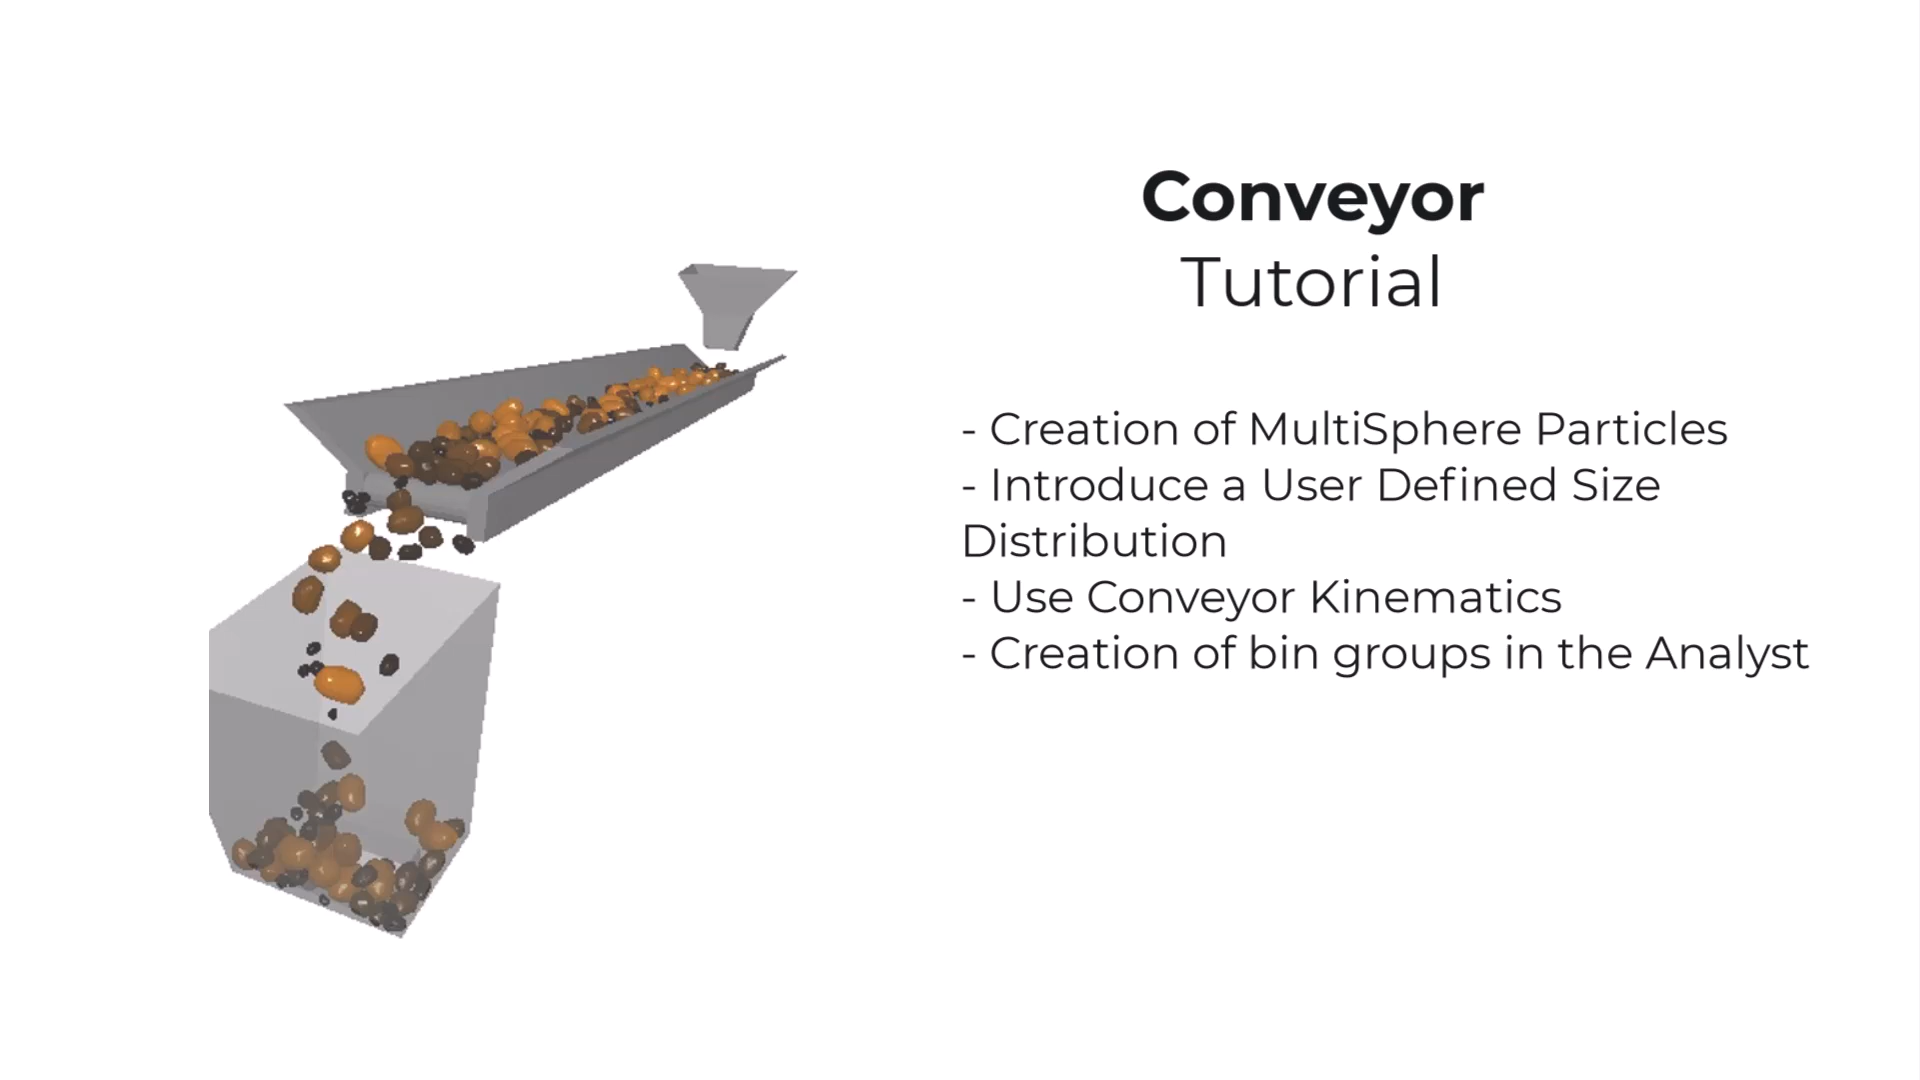 Conveyor
Tutorial
- Creation of MultiSphere Particles
- Introduce a User Defined Size
Distribution
- Use Conveyor Kinematics
- Creation of bin groups in the Analyst